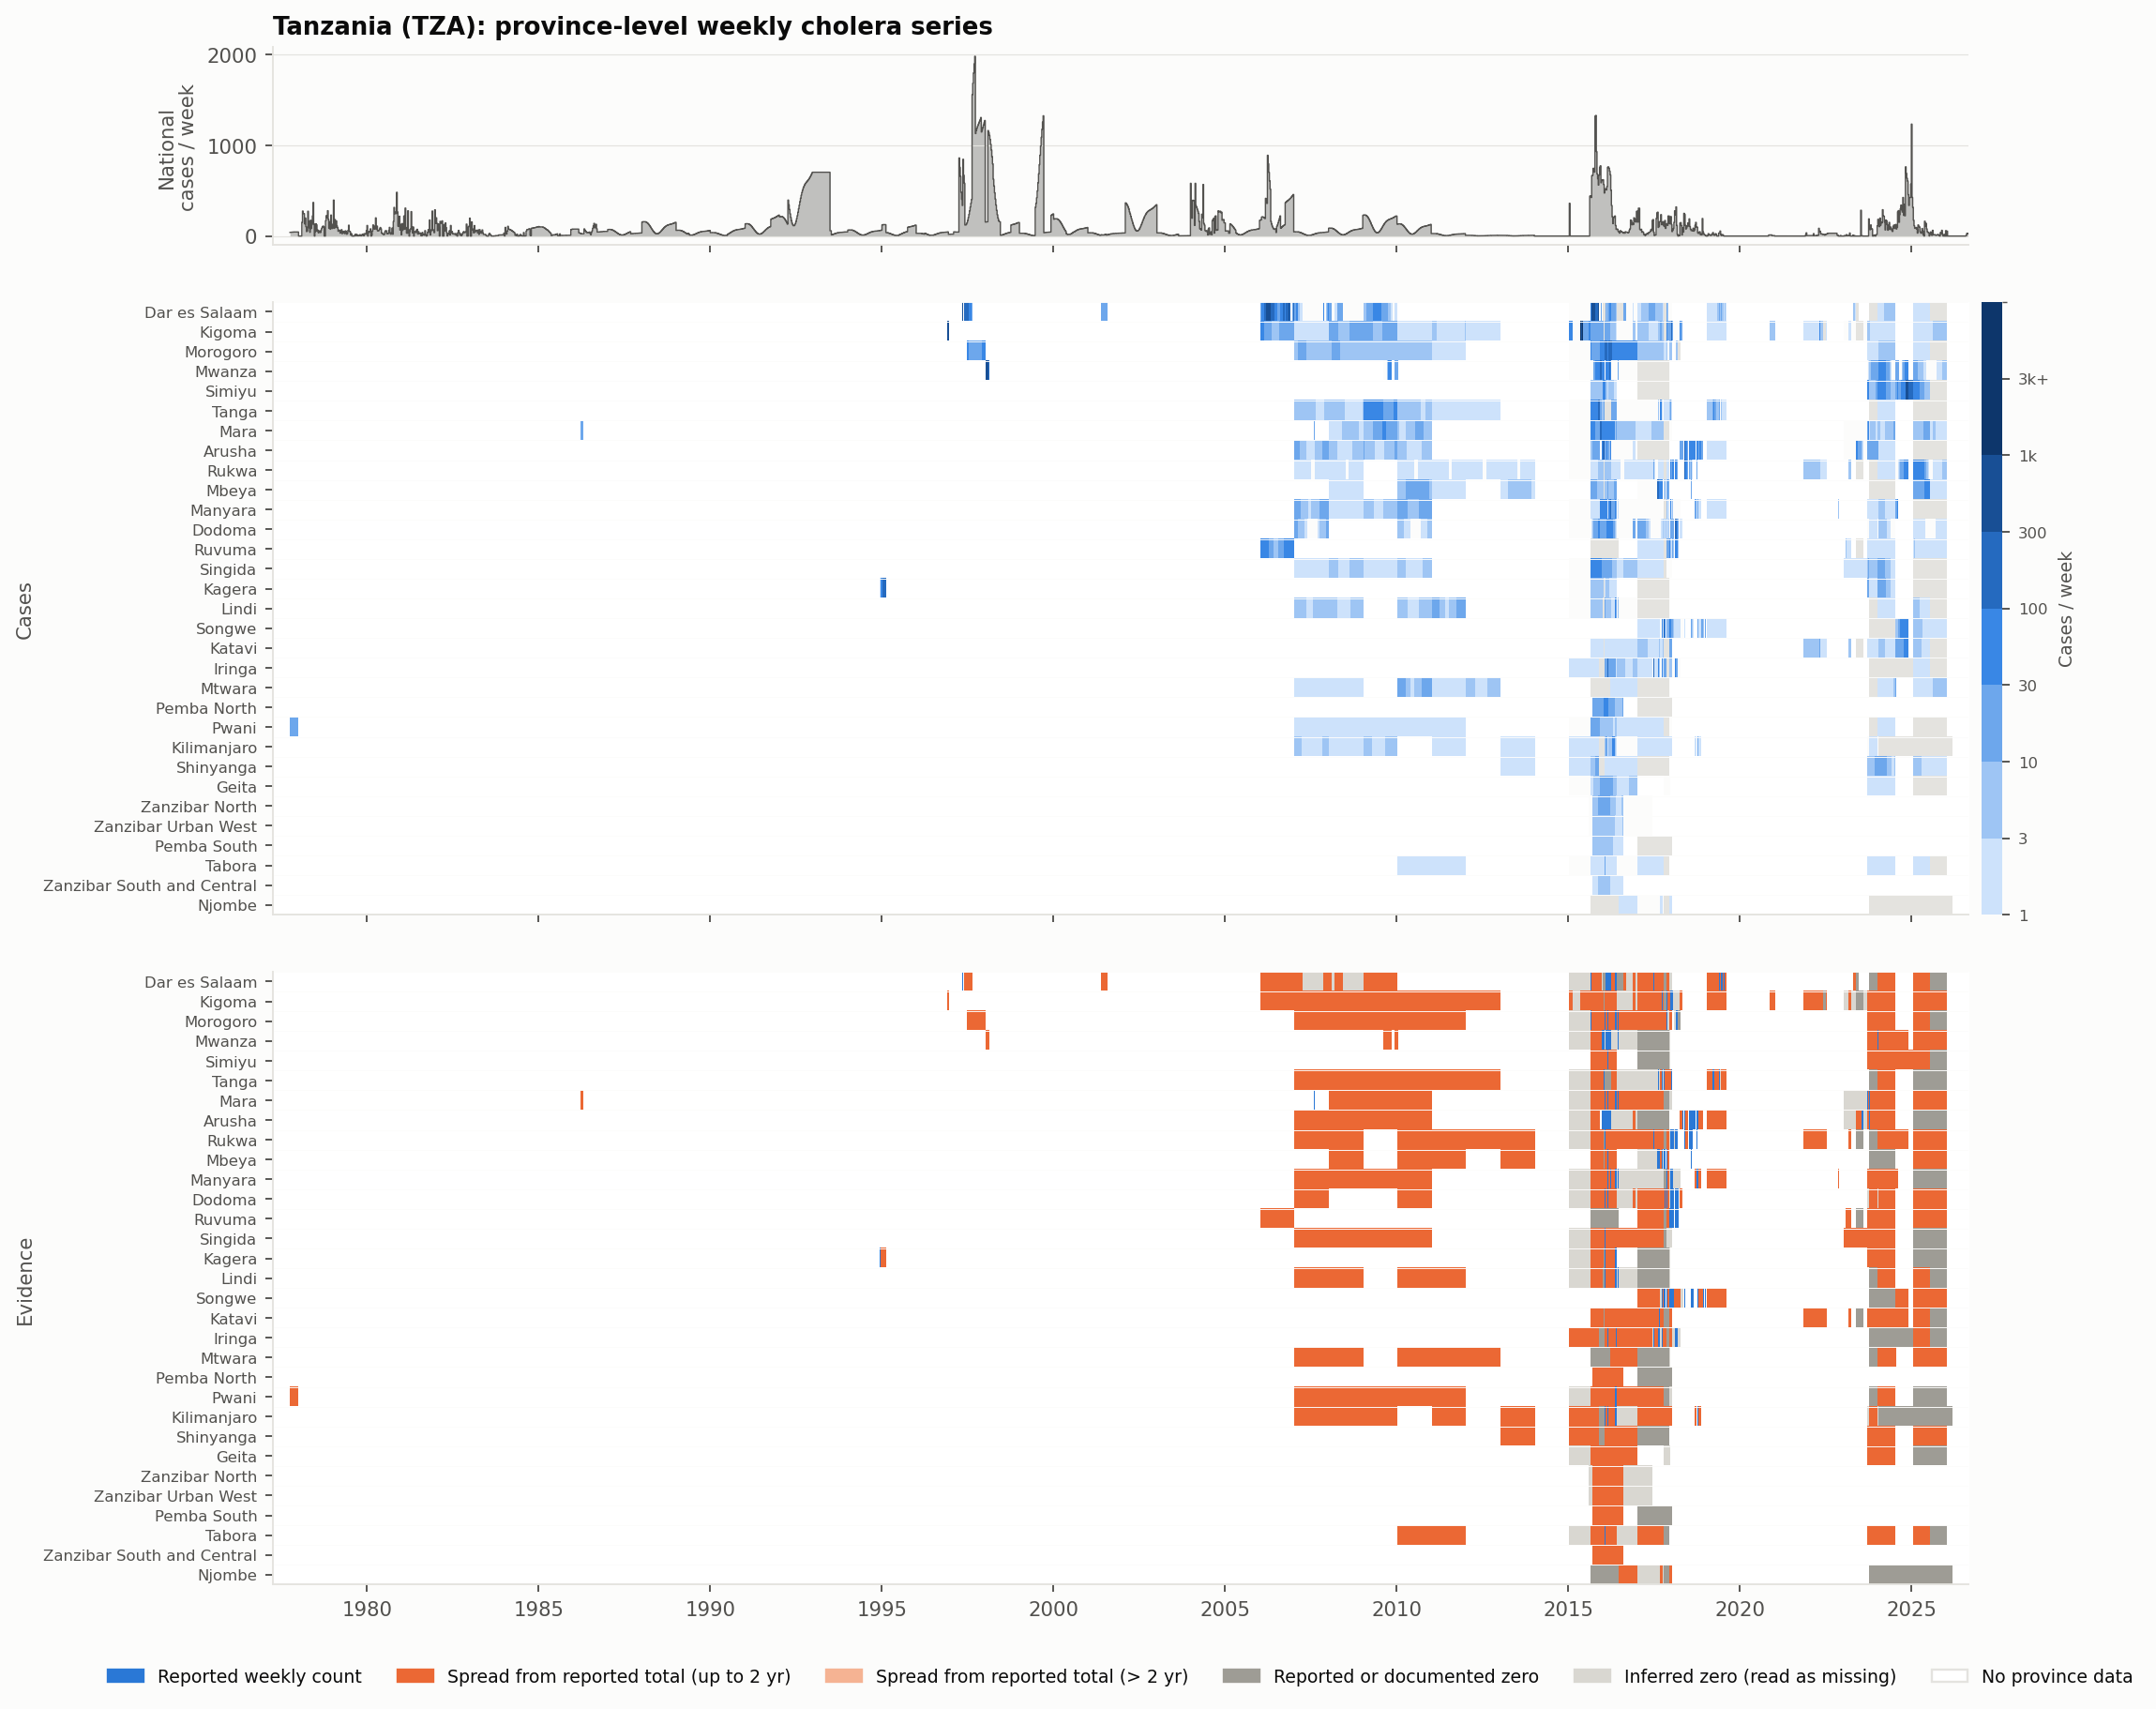 Tanzania (TZA): province-level weekly cholera series
National
cases / week
2000
1000
0
Cases
Dar es Salaam
Kigoma
Morogoro
Mwanza
Simiyu
Tanga
Mara
Arusha
Rukwa
Mbeya
Manyara
Dodoma
Ruvuma
Singida
Kagera
Lindi
Songwe
Katavi
Iringa
Mtwara
Pemba North
Pwani
Kilimanjaro
Shinyanga
Geita
Zanzibar North
Zanzibar Urban West
Pemba South
Tabora
Zanzibar South and Central
Njombe
3k+
1k
300
100
30
10
3
1
Cases / week
Evidence
Dar es Salaam
Kigoma
Morogoro
Mwanza
Simiyu
Tanga
Mara
Arusha
Rukwa
Mbeya
Manyara
Dodoma
Ruvuma
Singida
Kagera
Lindi
Songwe
Katavi
Iringa
Mtwara
Pemba North
Pwani
Kilimanjaro
Shinyanga
Geita
Zanzibar North
Zanzibar Urban West
Pemba South
Tabora
Zanzibar South and Central
Njombe
1980 1985 1990 1995 2000 2005 2010 2015 2020 2025
Reported weekly count Spread from reported total (up to 2 yr) Spread from reported total (> 2 yr) Reported or documented zero Inferred zero (read as missing) No province data